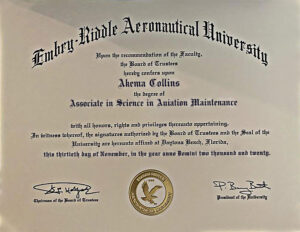 Embry-Riddle Aeronautical University
Upon the recommendation of the Faculty,
the Board of Trustees
hereby confers upon
Akema Collins
the degree of
Associate in Science in Aviation Maintenance
with all honors, rights and privileges thereunto appertaining.
In witness whereof, the signatures authorized by the Board of Trustees and the Seal of the
University are hereunto affixed at Daytona Beach, Florida,
this thirtieth day of November, in the year Anno Domini two thousand and twenty.
Chairman of the Board of Trustees
President of the University